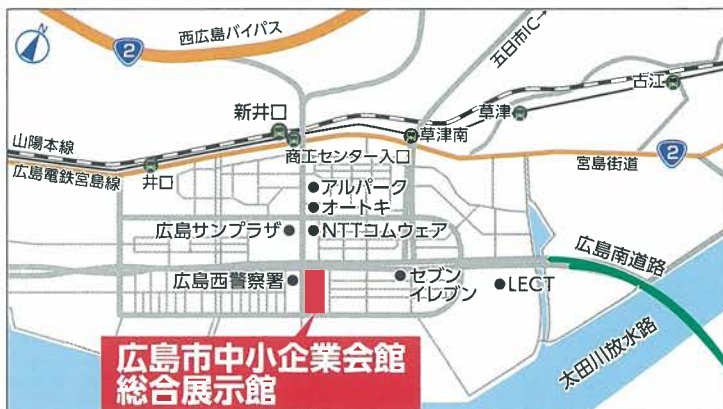 西広島バイパス
2
五日市IC→
古江
草津
新井口
草津南
山陽本線
商工センター入口
宮島街道
2
広島電鉄宮島線
井口
アルパーク
オートキ
広島サンプラザ
NTTコムウェア
広島南道路
広島西警察署
セブン
イレブン
LECT
太田川放水路
広島市中小企業会館
総合展示館